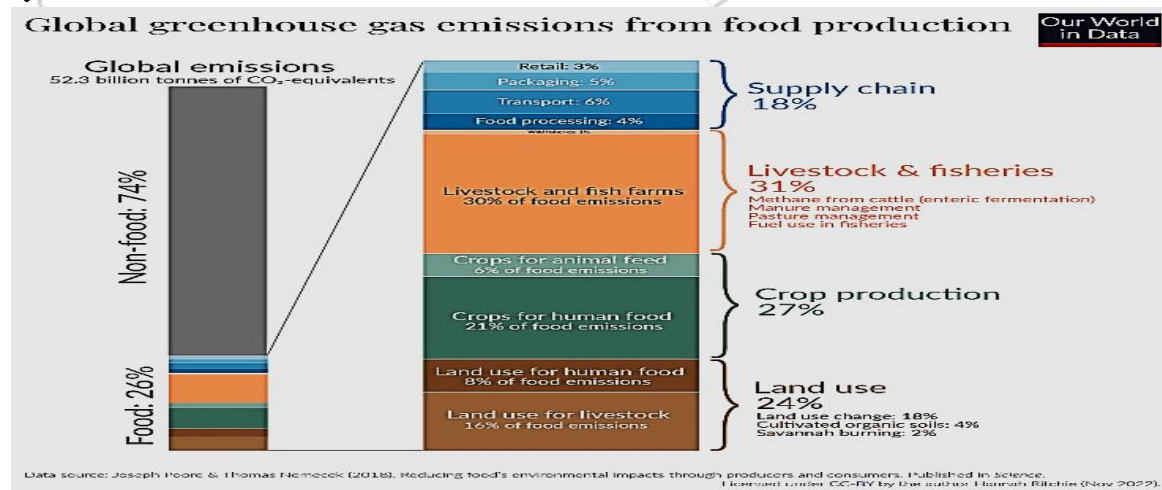 Global greenhouse gas emissions from food production
Our World
in Data
Global emissions
52.3 billion tonnes of CO₂-equivalents
Non-food: 74%
Food: 26%
Retail: 3%
Packaging: 5%
Transport: 6%
Food processing: 4%
Wild fisheries: 1%
Livestock and fish farms
30% of food emissions
Crops for animal feed
6% of food emissions
Crops for human food
21% of food emissions
Land use for human food
8% of food emissions
Land use for livestock
16% of food emissions
Supply chain
18%
Livestock & fisheries
31%
Methane from cattle (enteric fermentation)
Manure management
Pasture management
Fuel use in fisheries
Crop production
27%
Land use
24%
Land use change: 18%
Cultivated organic soils: 4%
Savannah burning: 2%
Data source: Joseph Poore & Thomas Nemecek (2018). Reducing food's environmental impacts through producers and consumers. Published in Science.
Licensed under CC-BY by the author Hannah Ritchie (Nov 2022).